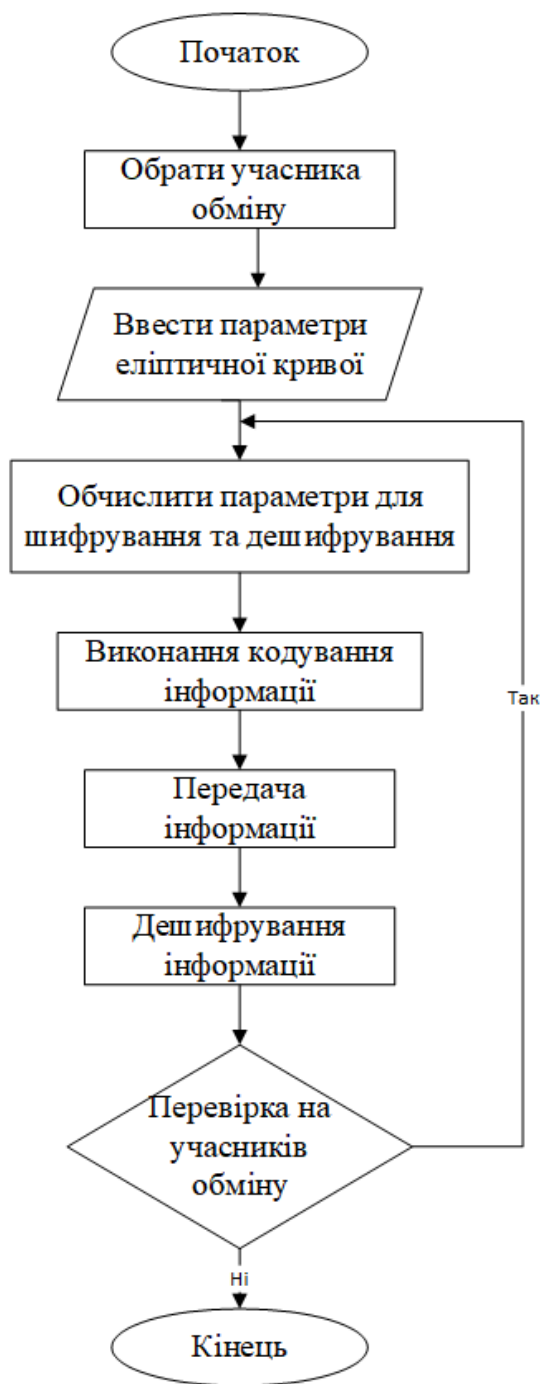 Початок
Обрати учасника
обміну
Ввести параметри
еліптичної кривої
Обчислити параметри для
шифрування та дешифрування
Виконання кодування
інформації
Передача
інформації
Дешифрування
інформації
Перевірка на
учасників
обміну
Так
Ні
Кінець